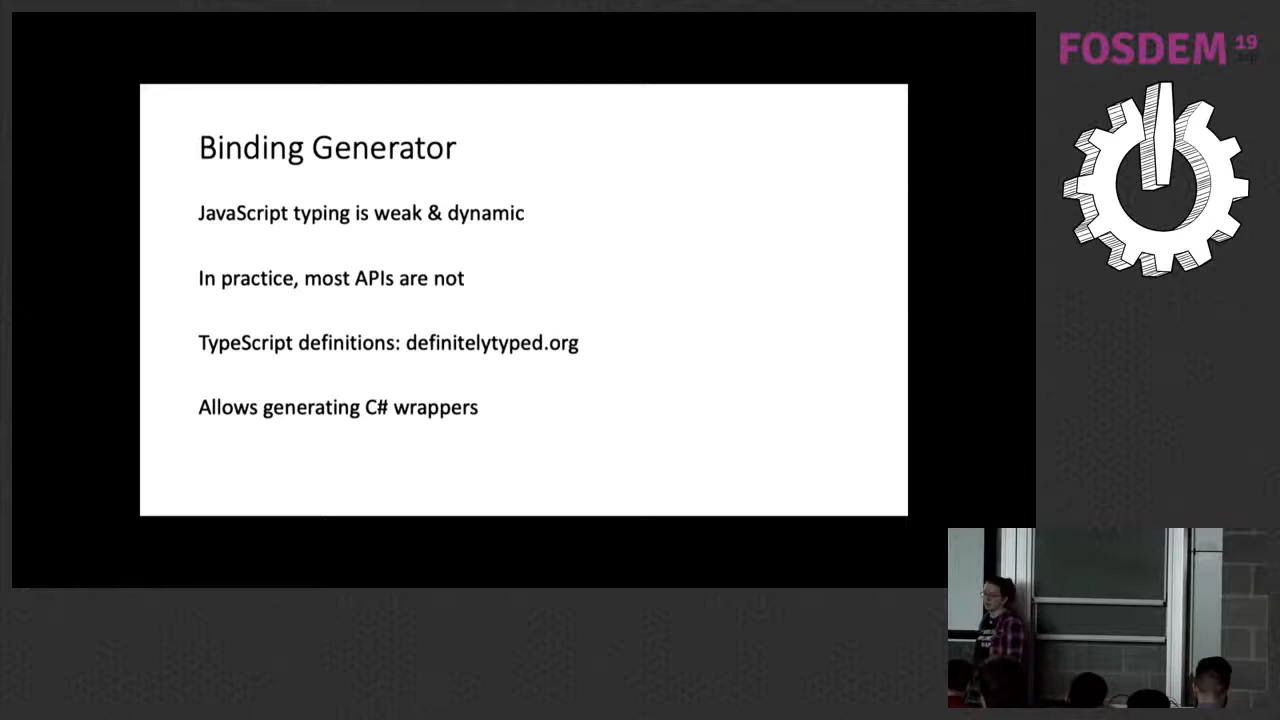 FOSDEM 19
.org
Binding Generator
JavaScript typing is weak & dynamic
In practice, most APIs are not
TypeScript definitions: definitelytyped.org
Allows generating C# wrappers